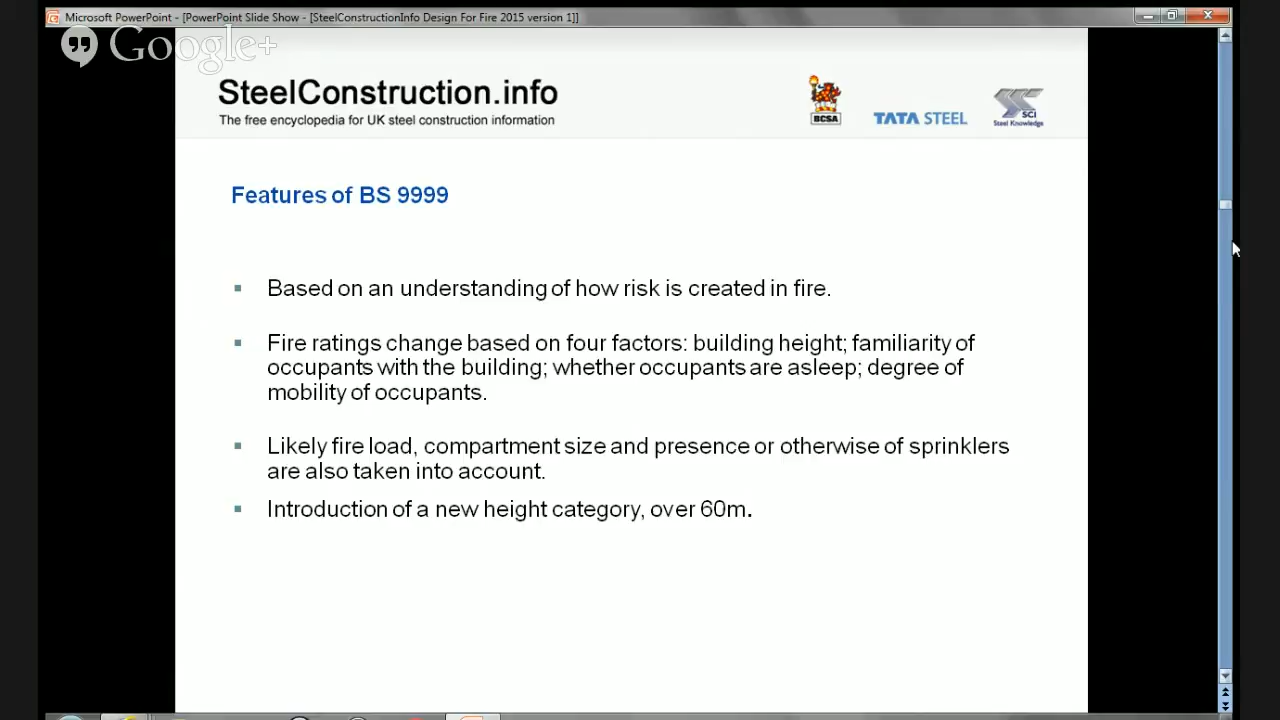 Microsoft PowerPoint - [PowerPoint Slide Show - [SteelConstructionInfo Design For Fire 2015 version 1]]
Google+
SteelConstruction.info
The free encyclopedia for UK steel construction information
BCSA
TATA STEEL
SCI
Steel Knowledge
Features of BS 9999
Based on an understanding of how risk is created in fire.
Fire ratings change based on four factors: building height; familiarity of
occupants with the building; whether occupants are asleep; degree of
mobility of occupants.
Likely fire load, compartment size and presence or otherwise of sprinklers
are also taken into account.
Introduction of a new height category, over 60m.